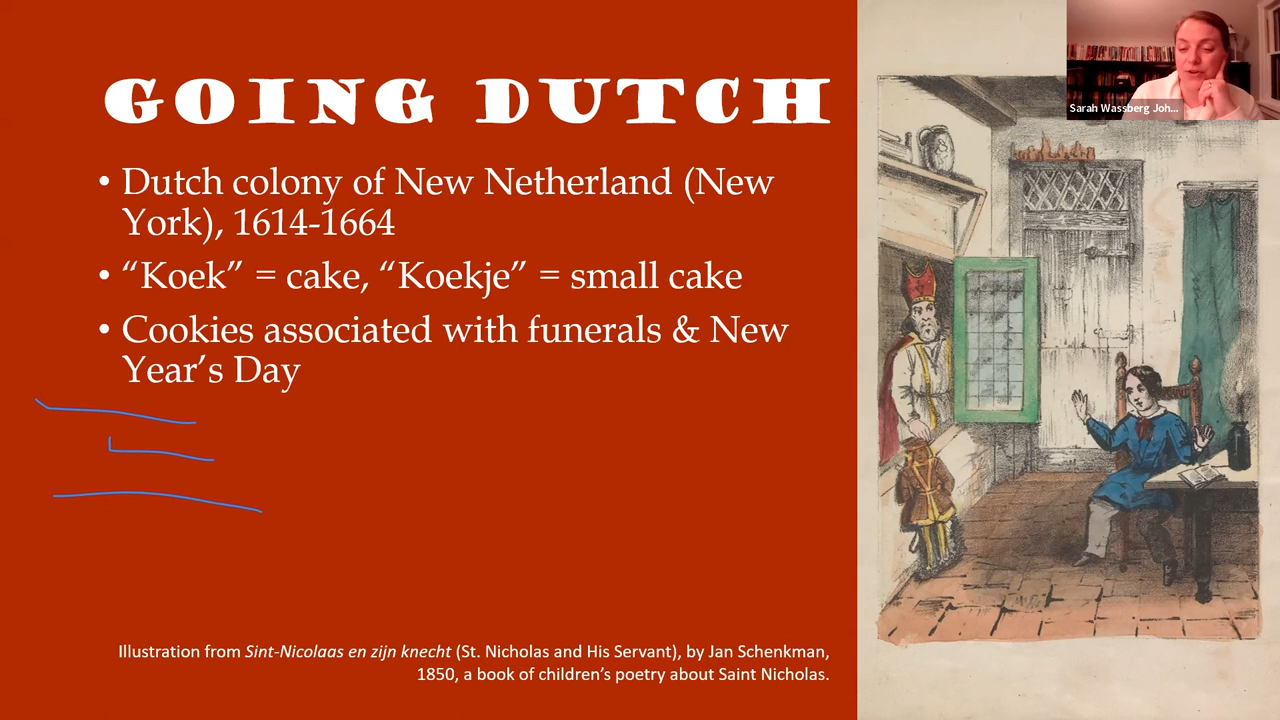 GOING DUTCH
• Dutch colony of New Netherland (New
York), 1614-1664
• “Koek” = cake, “Koekje” = small cake
• Cookies associated with funerals & New
Year’s Day
Illustration from Sint-Nicolaas en zijn knecht (St. Nicholas and His Servant), by Jan Schenkman,
1850, a book of children’s poetry about Saint Nicholas.
Sarah Wassberg Joh...